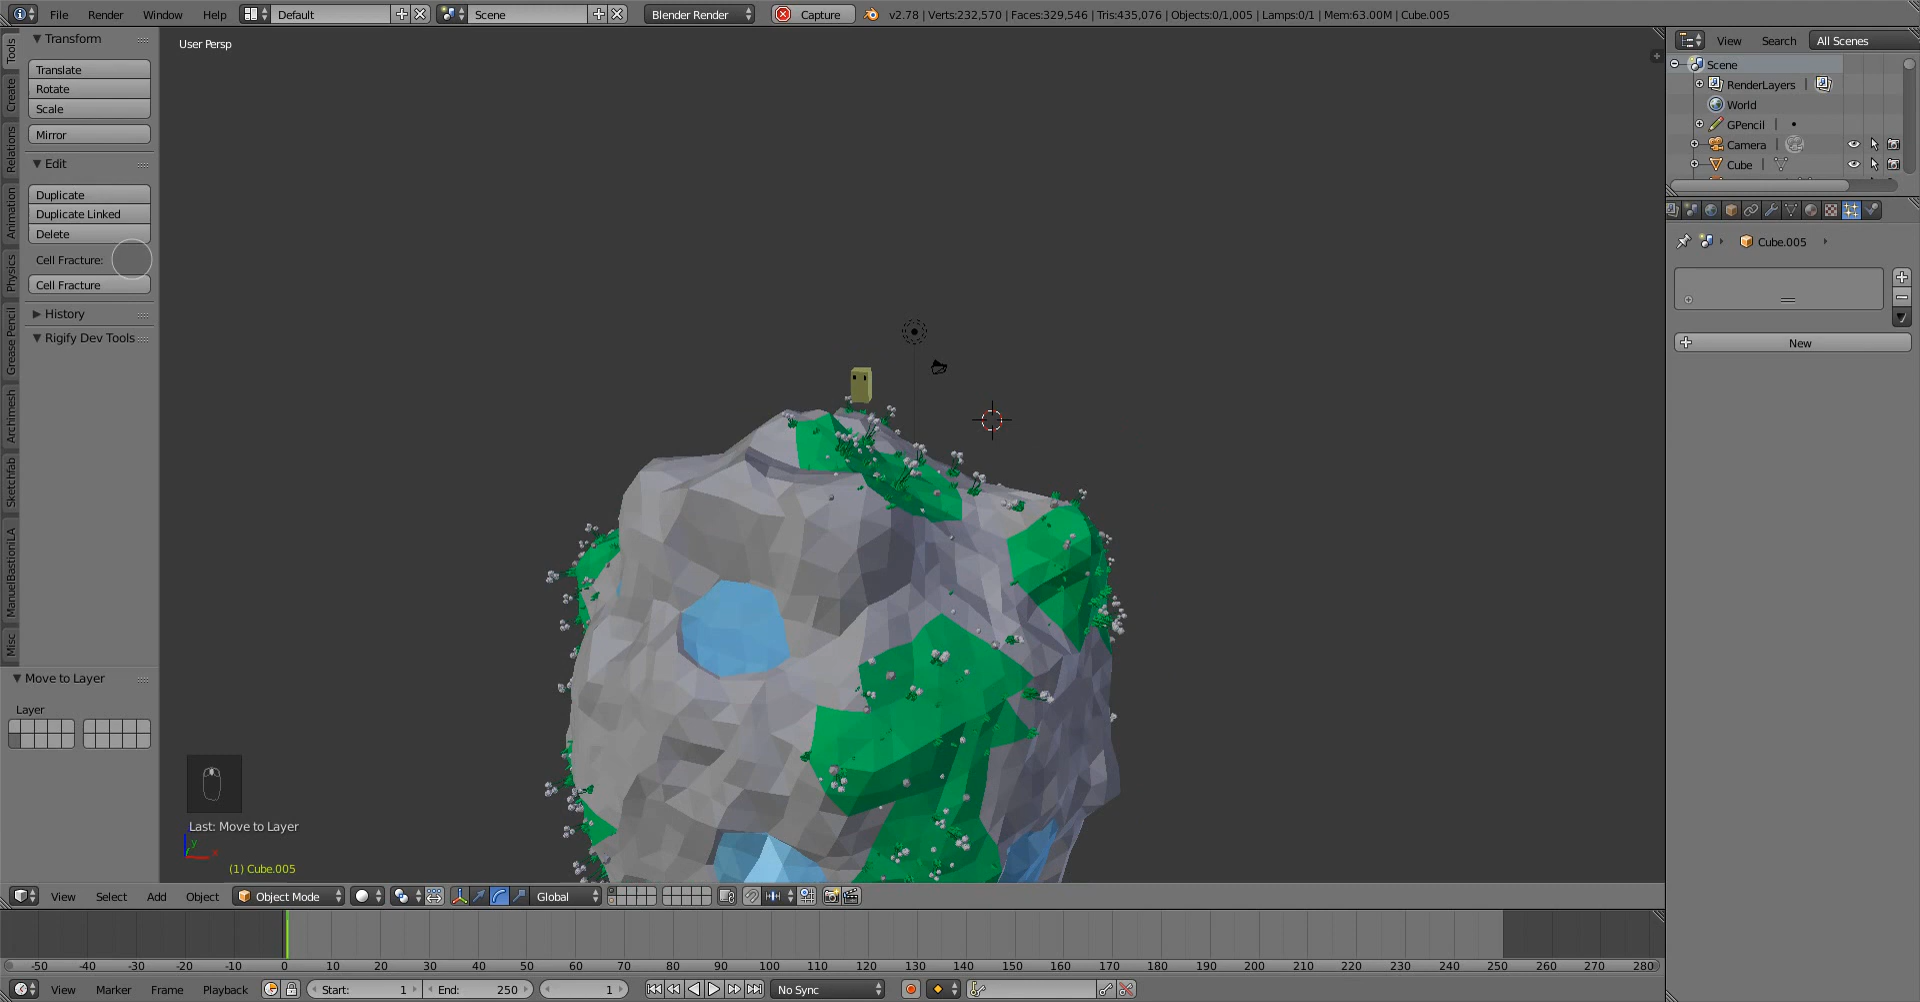 File Render Window Help Default Scene Blender Render Capture v2.78 | Verts:232,570 | Faces:329,546 | Tris:435,076 | Objects:0/1,005 | Lamps:0/1 | Mem:63.00M | Cube.005
Tools
Create
Relations
Animation
Physics
Grease Pencil
Archimesh
Sketchfab
ManuelBastioniLA
Misc
Transform
Translate
Rotate
Scale
Mirror
Edit
Duplicate
Duplicate Linked
Delete
Cell Fracture:
Cell Fracture
History
Rigify Dev Tools
Move to Layer
Layer
User Persp
Last: Move to Layer
y
x
(1) Cube.005
View Search All Scenes
Scene
RenderLayers |
World
GPencil |
Camera |
Cube |
Cube.005
New
View Select Add Object Object Mode Global
-50 -40 -30 -20 -10 0 10 20 30 40 50 60 70 80 90 100 110 120 130 140 150 160 170 180 190 200 210 220 230 240 250 260 270 280
View Marker Frame Playback Start: 1 End: 250 1 No Sync